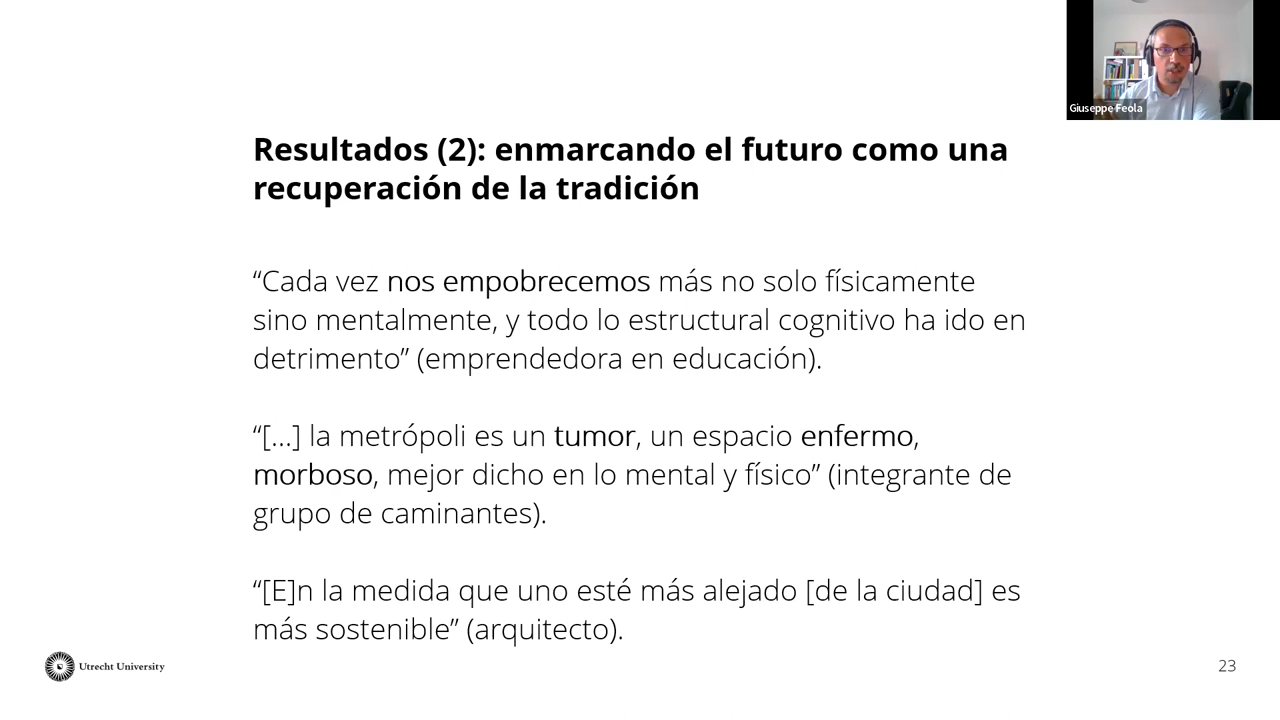 Giuseppe Feola
Resultados (2): enmarcando el futuro como una
recuperación de la tradición
“Cada vez nos empobrecemos más no solo físicamente
sino mentalmente, y todo lo estructural cognitivo ha ido en
detrimento” (emprendedora en educación).
“[...] la metrópoli es un tumor, un espacio enfermo,
morboso, mejor dicho en lo mental y físico” (integrante de
grupo de caminantes).
“[E]n la medida que uno esté más alejado [de la ciudad] es
más sostenible” (arquitecto).
Utrecht University
23